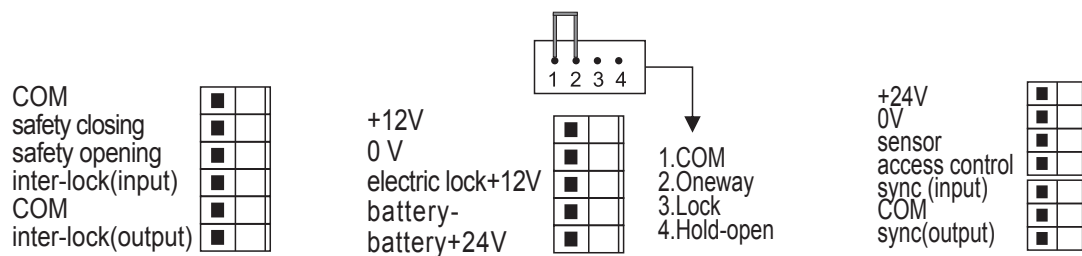 COM
safety closing
safety opening
inter-lock(input)
COM
inter-lock(output)
+12V
0 V
electric lock+12V
battery-
battery+24V
1 2 3 4
1.COM
2.Oneway
3.Lock
4.Hold-open
+24V
0V
sensor
access control
sync (input)
COM
sync(output)